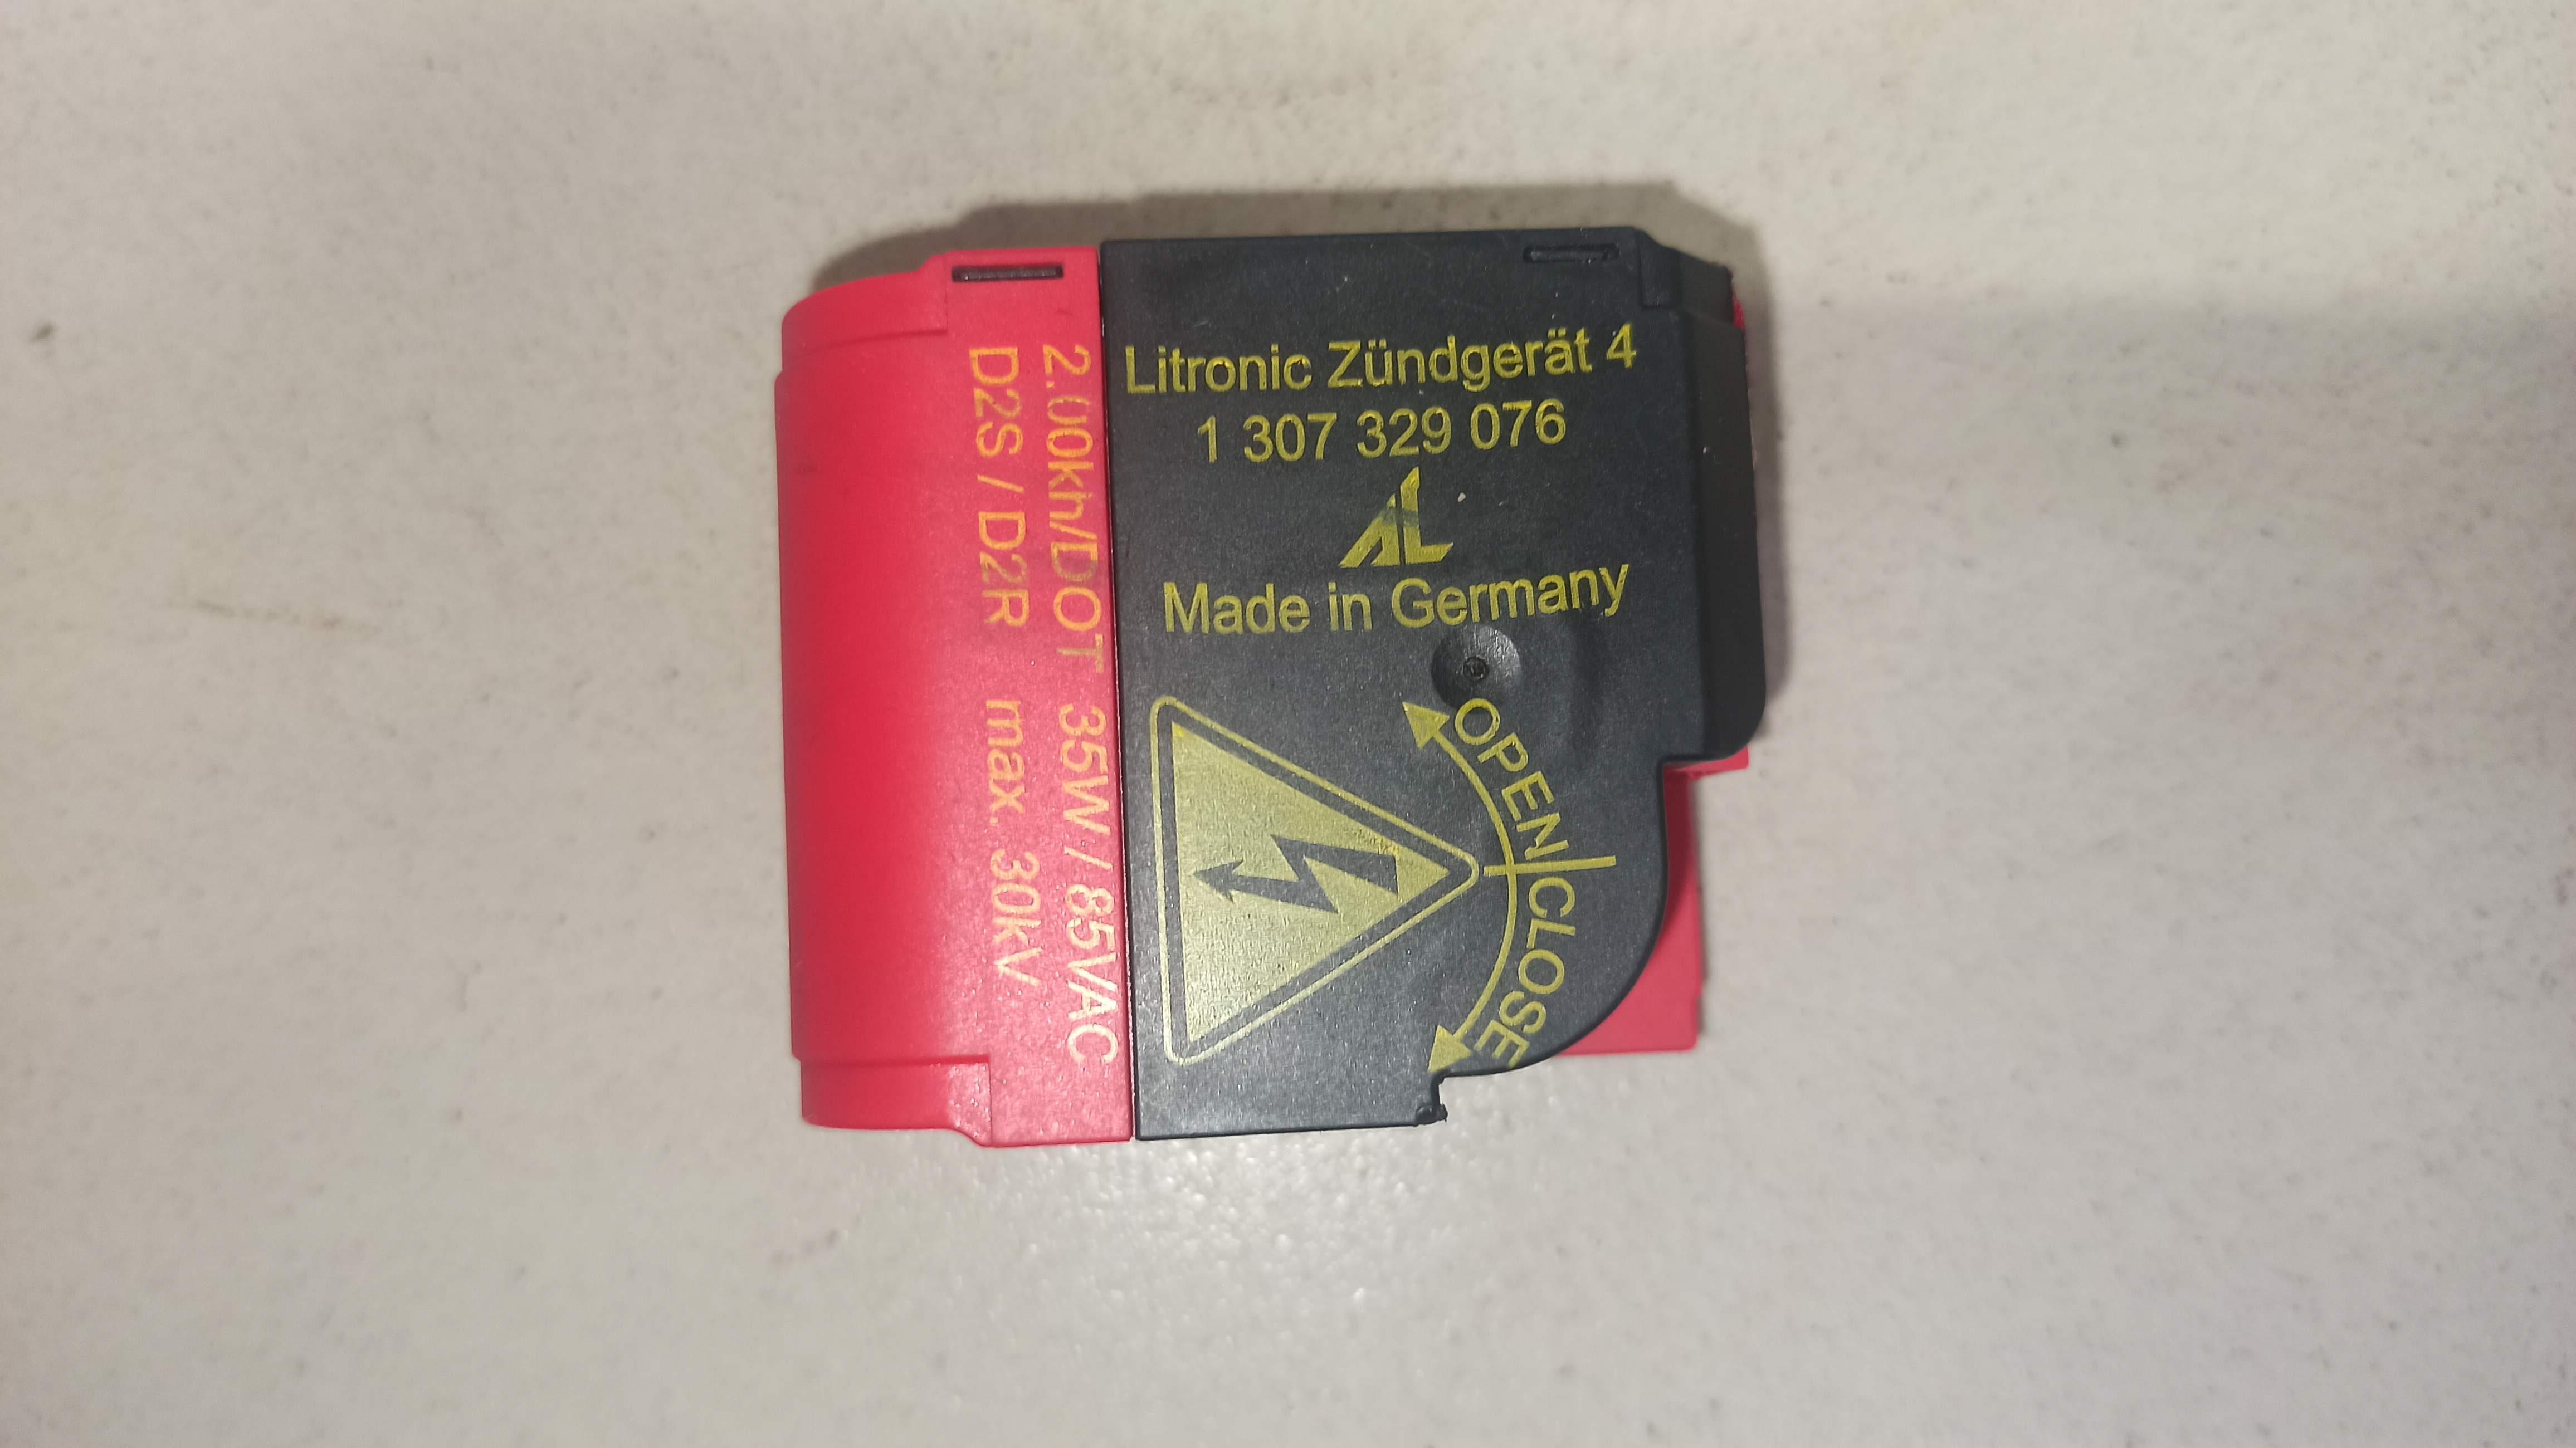 Litronic Zündgerät 4
1 307 329 076
AL
Made in Germany
OPEN/CLOSE
2.00kh/DOT 35W / 85VAC
D2S / D2R max. 30kV